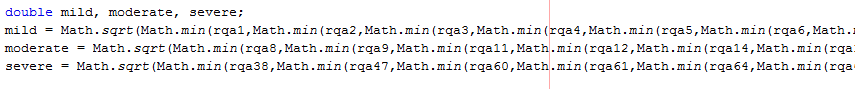 double mild, moderate, severe;
mild = Math.sqrt(Math.min(rqa1,Math.min(rqa2,Math.min(rqa3,Math.min(rqa4,Math.min(rqa5,Math.min(rqa6,Math.m
moderate = Math.sqrt(Math.min(rqa8,Math.min(rqa9,Math.min(rqa11,Math.min(rqa12,Math.min(rqa14,Math.min(rqa
severe = Math.sqrt(Math.min(rqa38,Math.min(rqa47,Math.min(rqa60,Math.min(rqa61,Math.min(rqa64,Math.min(rqa